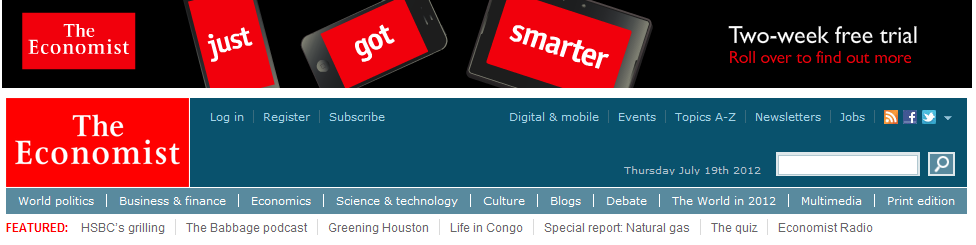 The
Economist
just got smarter
Two-week free trial
Roll over to find out more
The
Economist
Log in Register Subscribe Digital & mobile Events Topics A-Z Newsletters Jobs
Thursday July 19th 2012
World politics Business & finance Economics Science & technology Culture Blogs Debate The World in 2012 Multimedia Print edition
FEATURED: HSBC's grilling The Babbage podcast Greening Houston Life in Congo Special report: Natural gas The quiz Economist Radio